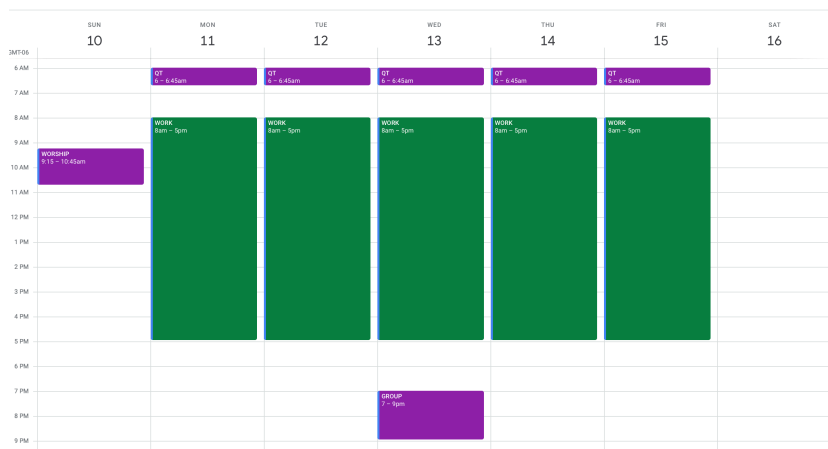 SUN MON TUE WED THU FRI SAT
10 11 12 13 14 15 16
GMT-06
6 AM
QT QT QT QT QT
6 – 6:45am 6 – 6:45am 6 – 6:45am 6 – 6:45am 6 – 6:45am
7 AM
8 AM
WORK WORK WORK WORK WORK
8am – 5pm 8am – 5pm 8am – 5pm 8am – 5pm 8am – 5pm
9 AM
WORSHIP
9:15 – 10:45am
10 AM
11 AM
12 PM
1 PM
2 PM
3 PM
4 PM
5 PM
6 PM
7 PM
GROUP
7 – 9pm
8 PM
9 PM